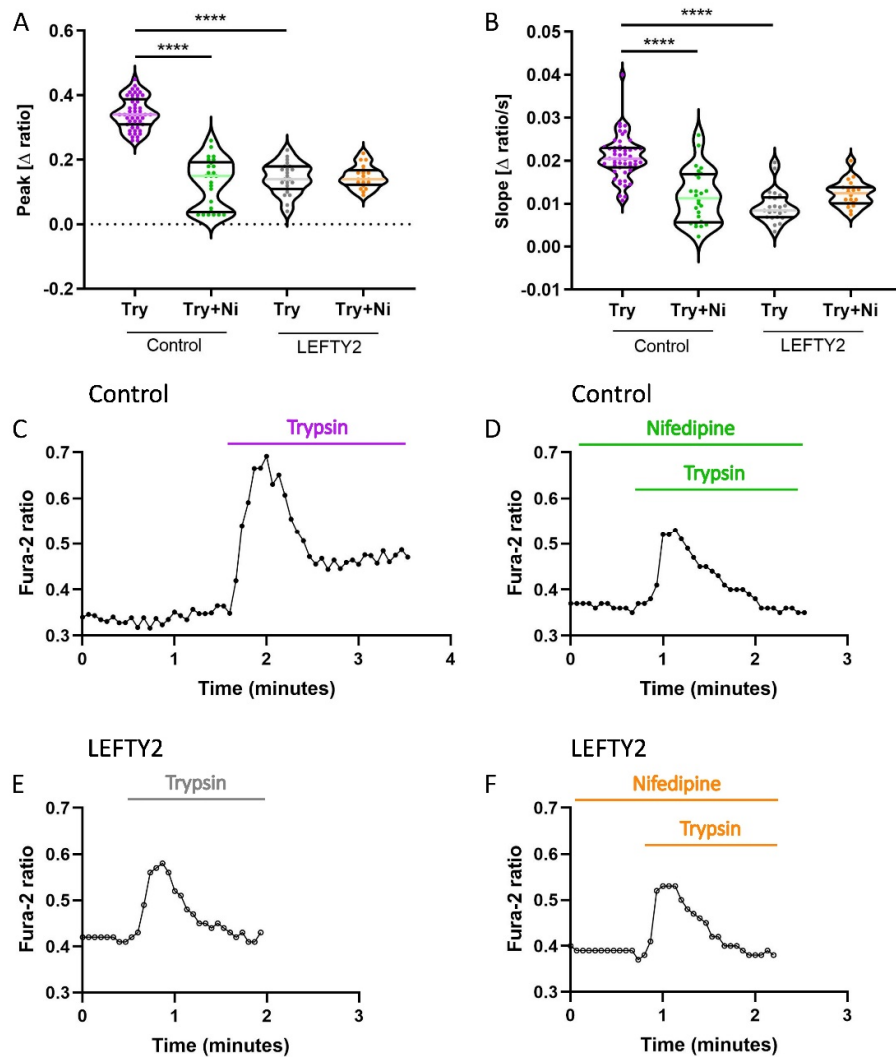 A
B
****
****
****
****
Peak [Δ ratio]
0.6
0.4
0.2
0.0
-0.2
Slope [Δ ratio/s]
0.05
0.04
0.03
0.02
0.01
0.00
-0.01
Try Try+Ni Try Try+Ni
Control LEFTY2
Try Try+Ni Try Try+Ni
Control LEFTY2
Control
C
Trypsin
Fura-2 ratio
0.7
0.6
0.5
0.4
0.3
0 1 2 3 4
Time (minutes)
Control
D
Nifedipine
Trypsin
Fura-2 ratio
0.7
0.6
0.5
0.4
0.3
0 1 2 3
Time (minutes)
LEFTY2
E
Trypsin
Fura-2 ratio
0.7
0.6
0.5
0.4
0.3
0 1 2 3
Time (minutes)
LEFTY2
F
Nifedipine
Trypsin
Fura-2 ratio
0.7
0.6
0.5
0.4
0.3
0 1 2 3
Time (minutes)